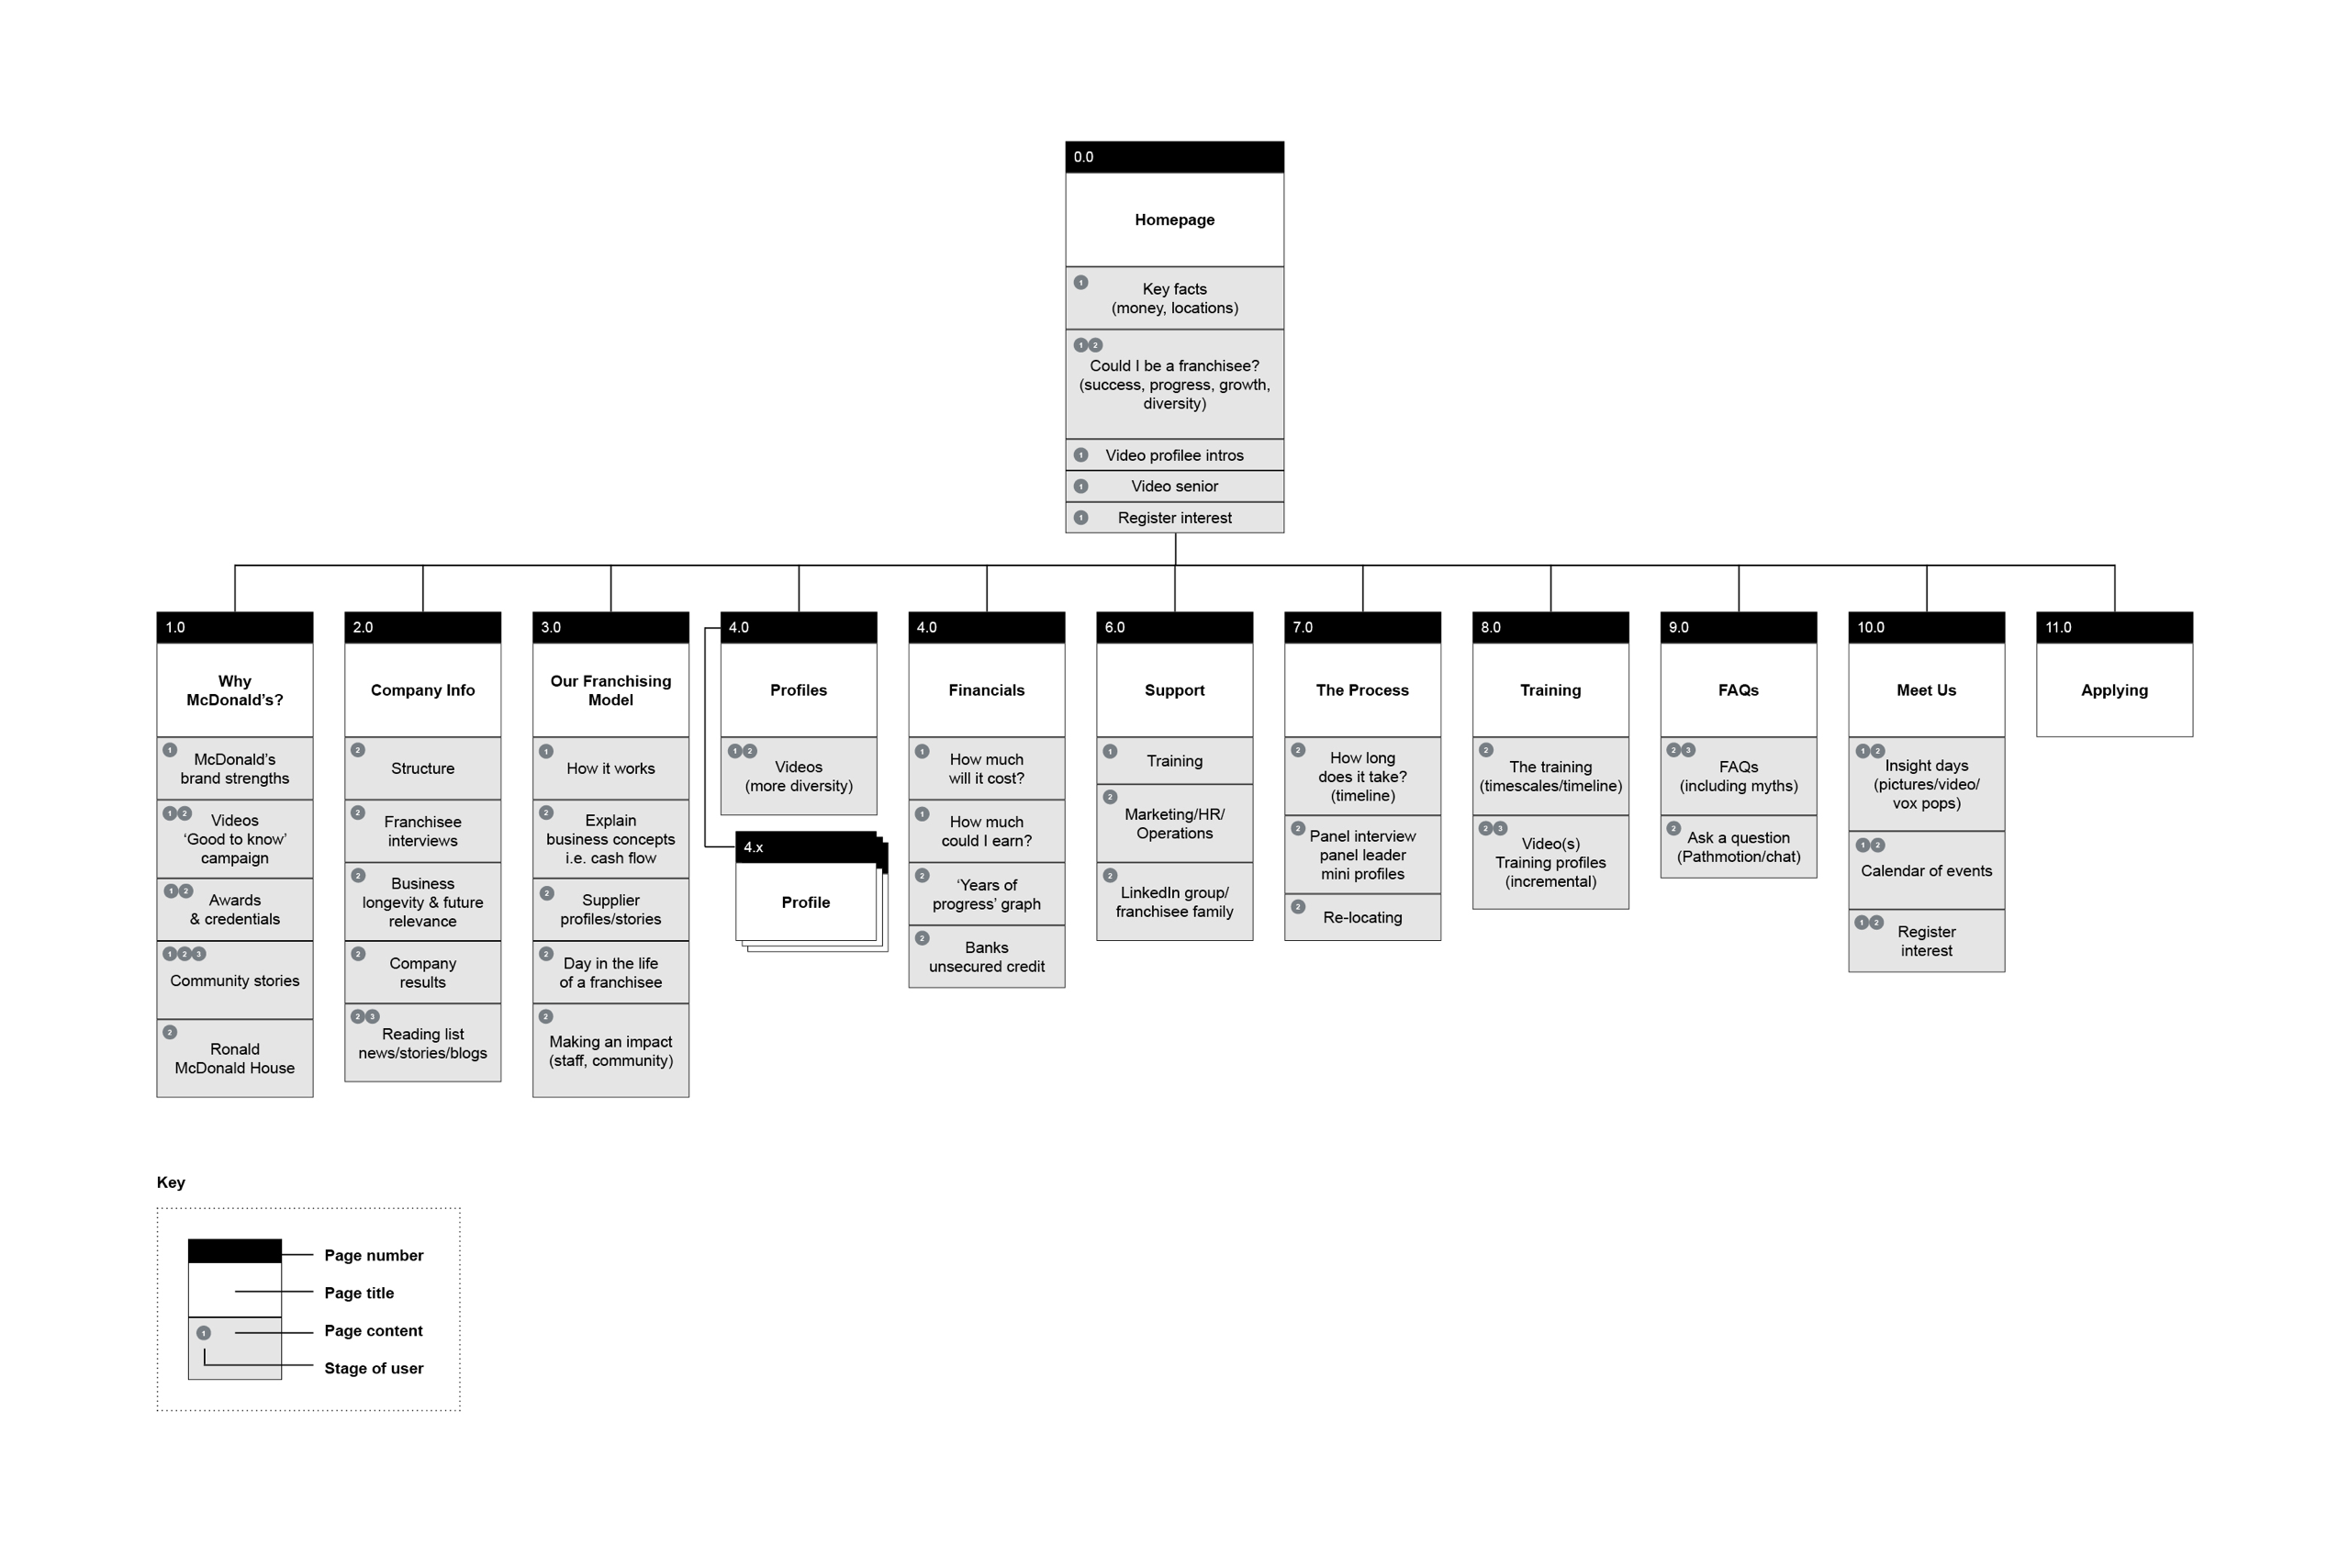 0.0
Homepage
1
Key facts
(money, locations)
1 2
Could I be a franchisee?
(success, progress, growth,
diversity)
1 Video profilee intros
1 Video senior
1 Register interest
1.0
Why
McDonald's?
1
McDonald's
brand strengths
1 2
Videos
‘Good to know’
campaign
1 2
Awards
& credentials
1 2 3
Community stories
2
Ronald
McDonald House
2.0
Company Info
2
Structure
2
Franchisee
interviews
2
Business
longevity & future
relevance
2
Company
results
2 3
Reading list
news/stories/blogs
3.0
Our Franchising
Model
1
How it works
2
Explain
business concepts
i.e. cash flow
2
Supplier
profiles/stories
2
Day in the life
of a franchisee
2
Making an impact
(staff, community)
4.0
Profiles
1 2
Videos
(more diversity)
4.x
Profile
4.0
Financials
1
How much
will it cost?
1
How much
could I earn?
2
‘Years of
progress’ graph
2
Banks
unsecured credit
6.0
Support
1
Training
2
Marketing/HR/
Operations
2
LinkedIn group/
franchisee family
7.0
The Process
2
How long
does it take?
(timeline)
2
Panel interview
panel leader
mini profiles
2
Re-locating
8.0
Training
2
The training
(timescales/timeline)
2 3
Video(s)
Training profiles
(incremental)
9.0
FAQs
2 3
FAQs
(including myths)
2
Ask a question
(Pathmotion/chat)
10.0
Meet Us
1 2
Insight days
(pictures/video/
vox pops)
1 2
Calendar of events
1 2
Register
interest
11.0
Applying
Key
Page number
Page title
1
Page content
Stage of user